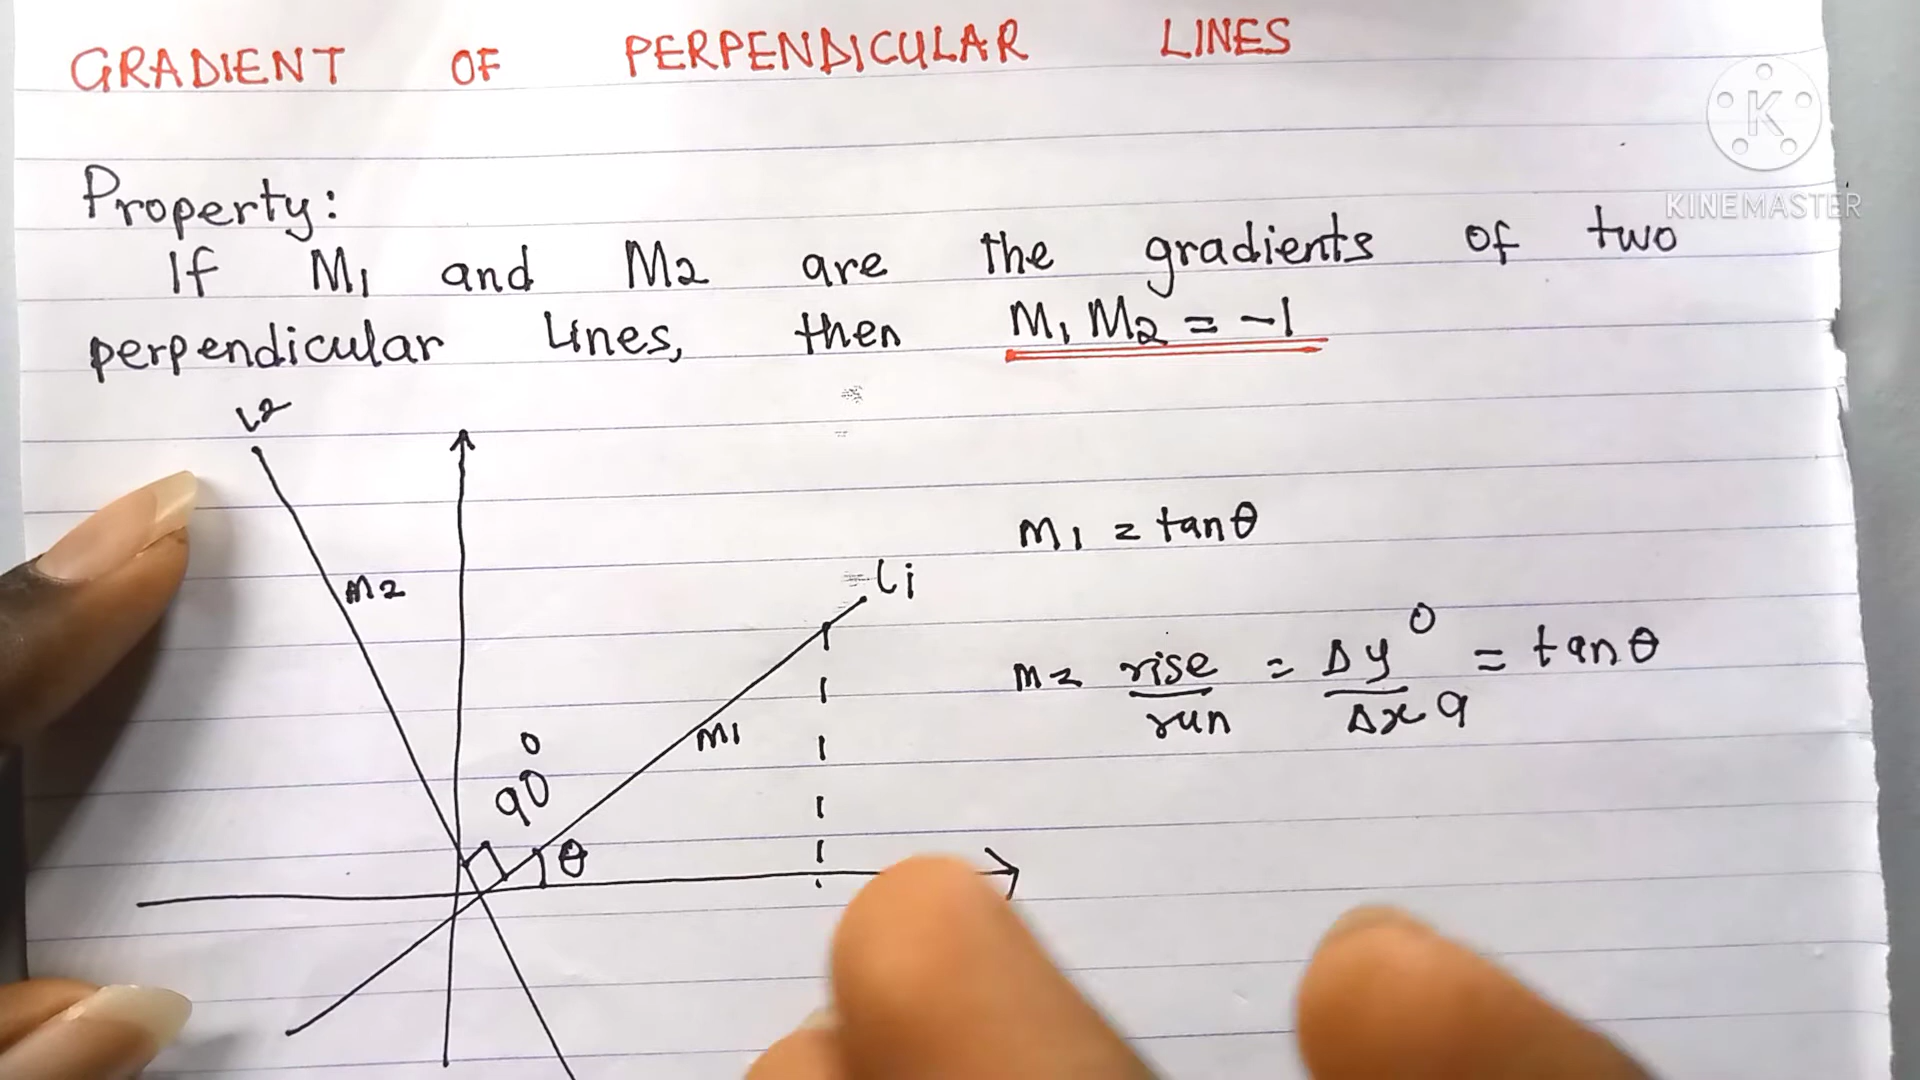 GRADIENT OF PERPENDICULAR LINES
K
KINEMASTER
Property:
If M1 and M2 are the gradients of two
perpendicular Lines, then M1 M2 = -1
L2
M2
M1 = tanθ
Li
M = rise/run = Δy o/Δx a = tanθ
M1
90°
θ